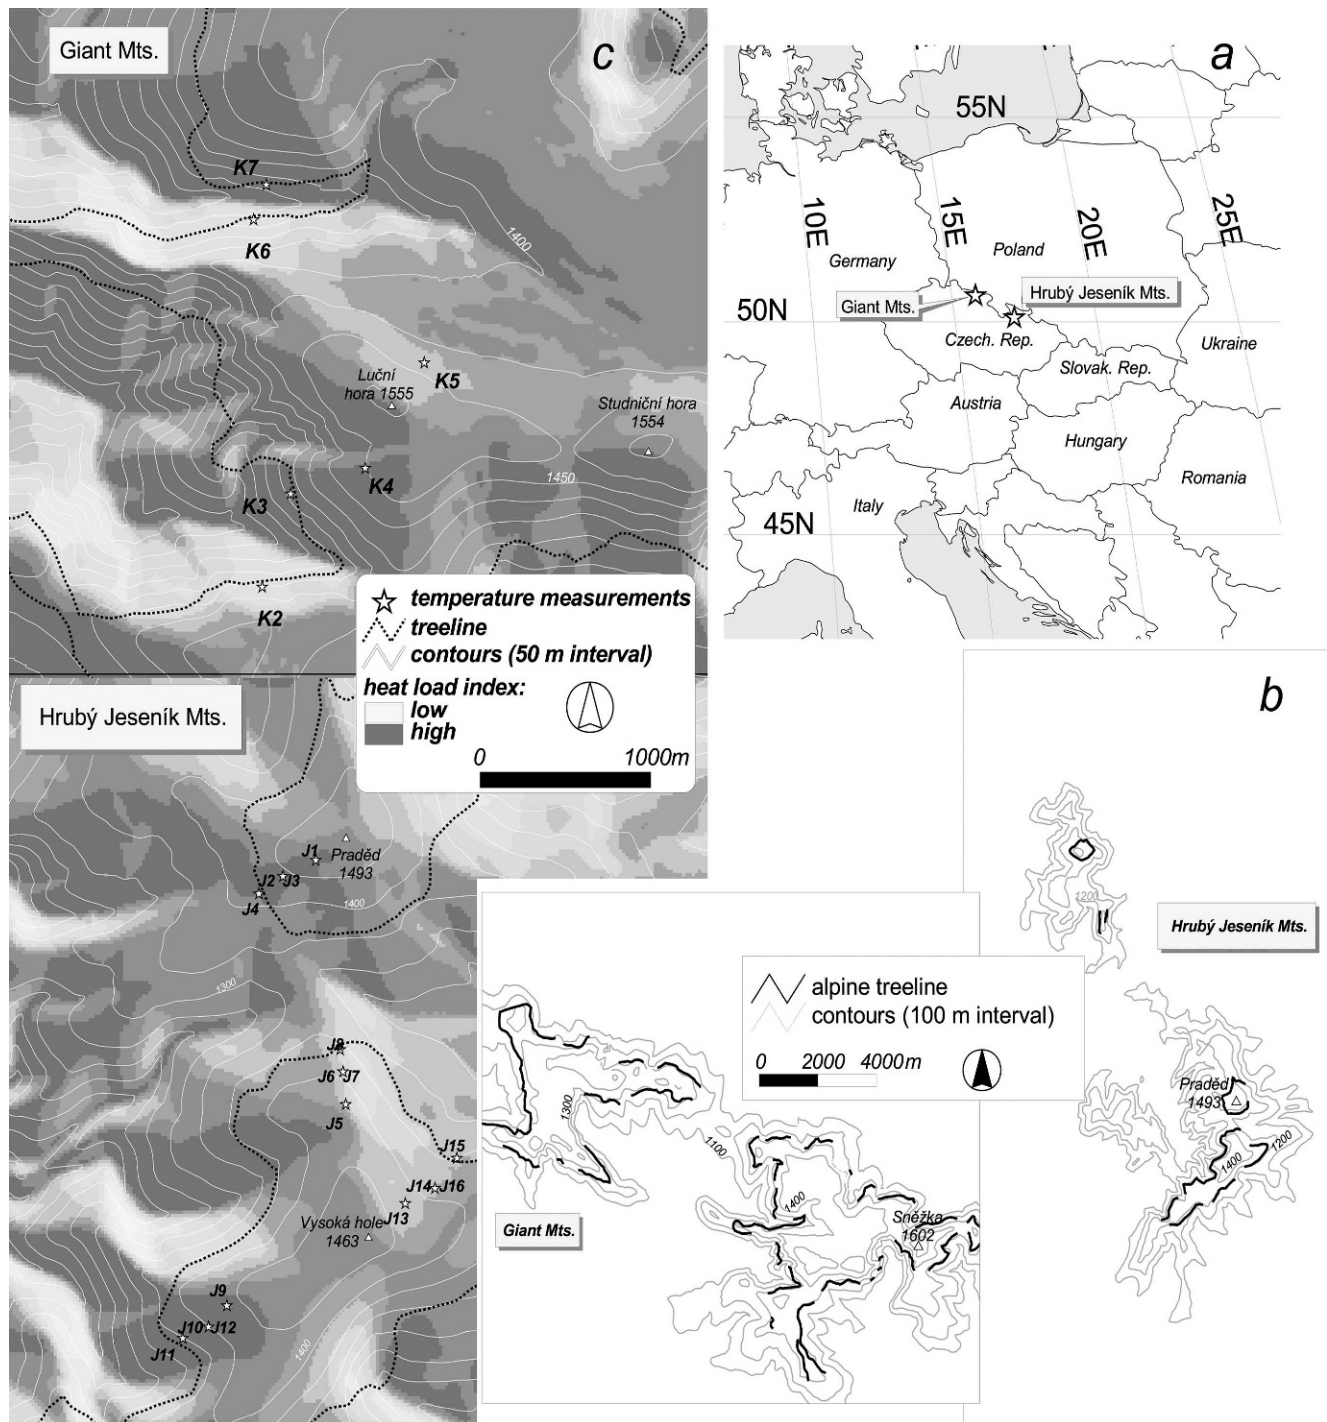 Giant Mts.
c
K7
K6
1400
K5
Luční
hora 1555
Studniční hora
1554
K4
1450
K3
K2
temperature measurements
treeline
contours (50 m interval)
heat load index:
low
high
0 1000m
Hrubý Jeseník Mts.
J1
Praděd
1493
J2 J3
J4
1400
1300
J8
J6 J7
J5
J15
J14 J16
J13
Vysoká hole
1463
J9
J10 J12
J11
1400
a
55N
10E
15E
20E
25E
Germany
Poland
Giant Mts.
Hrubý Jeseník Mts.
50N
Czech. Rep.
Ukraine
Slovak. Rep.
Austria
Hungary
Romania
Italy
45N
b
1200
Hrubý Jeseník Mts.
alpine treeline
contours (100 m interval)
0 2000 4000m
Praděd
1493
1200
1400
1300
1100
1400
Giant Mts.
Sněžka
1602